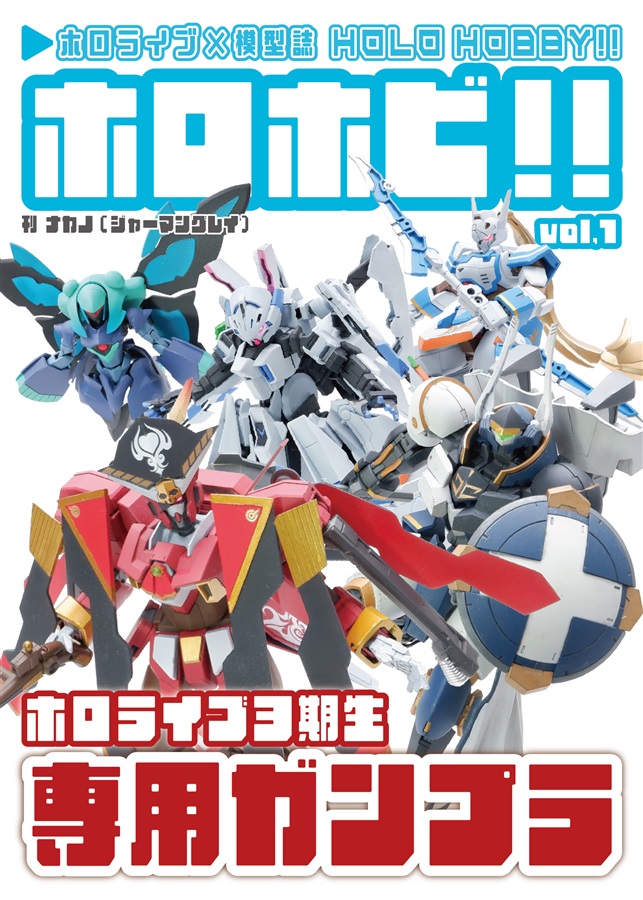 ▶ホロライブ×模型誌 HOLO HOBBY!!
ホロホビ!!
刊 ナカノ(ジャーマングレイ)
vol,1
ホロライブ3期生
専用ガンプラ